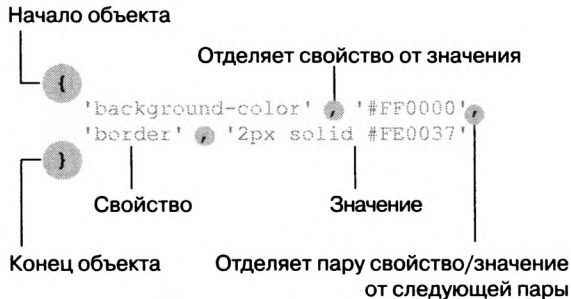 Начало объекта
Отделяет свойство от значения
{
'background-color' , '#FF0000',
'border' , '2px solid #FE0037'
}
Свойство
Значение
Конец объекта
Отделяет пару свойство/значение
от следующей пары